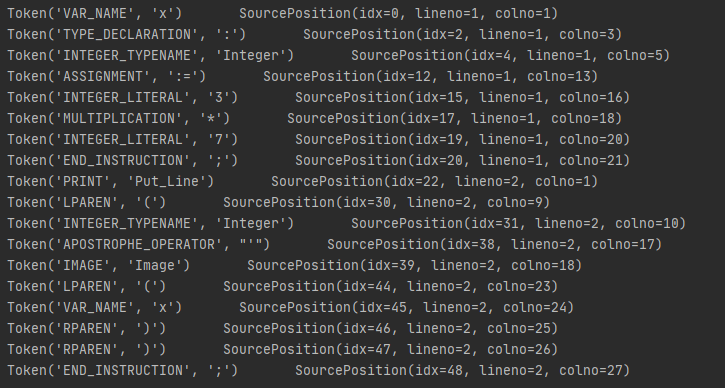 Token('VAR_NAME', 'x')       SourcePosition(idx=0, lineno=1, colno=1)
Token('TYPE_DECLARATION', ':')       SourcePosition(idx=2, lineno=1, colno=3)
Token('INTEGER_TYPENAME', 'Integer')       SourcePosition(idx=4, lineno=1, colno=5)
Token('ASSIGNMENT', ':=')       SourcePosition(idx=12, lineno=1, colno=13)
Token('INTEGER_LITERAL', '3')       SourcePosition(idx=15, lineno=1, colno=16)
Token('MULTIPLICATION', '*')       SourcePosition(idx=17, lineno=1, colno=18)
Token('INTEGER_LITERAL', '7')       SourcePosition(idx=19, lineno=1, colno=20)
Token('END_INSTRUCTION', ';')       SourcePosition(idx=20, lineno=1, colno=21)
Token('PRINT', 'Put_Line')       SourcePosition(idx=22, lineno=2, colno=1)
Token('LPAREN', '(')       SourcePosition(idx=30, lineno=2, colno=9)
Token('INTEGER_TYPENAME', 'Integer')       SourcePosition(idx=31, lineno=2, colno=10)
Token('APOSTROPHE_OPERATOR', "'")       SourcePosition(idx=38, lineno=2, colno=17)
Token('IMAGE', 'Image')       SourcePosition(idx=39, lineno=2, colno=18)
Token('LPAREN', '(')       SourcePosition(idx=44, lineno=2, colno=23)
Token('VAR_NAME', 'x')       SourcePosition(idx=45, lineno=2, colno=24)
Token('RPAREN', ')')       SourcePosition(idx=46, lineno=2, colno=25)
Token('RPAREN', ')')       SourcePosition(idx=47, lineno=2, colno=26)
Token('END_INSTRUCTION', ';')       SourcePosition(idx=48, lineno=2, colno=27)